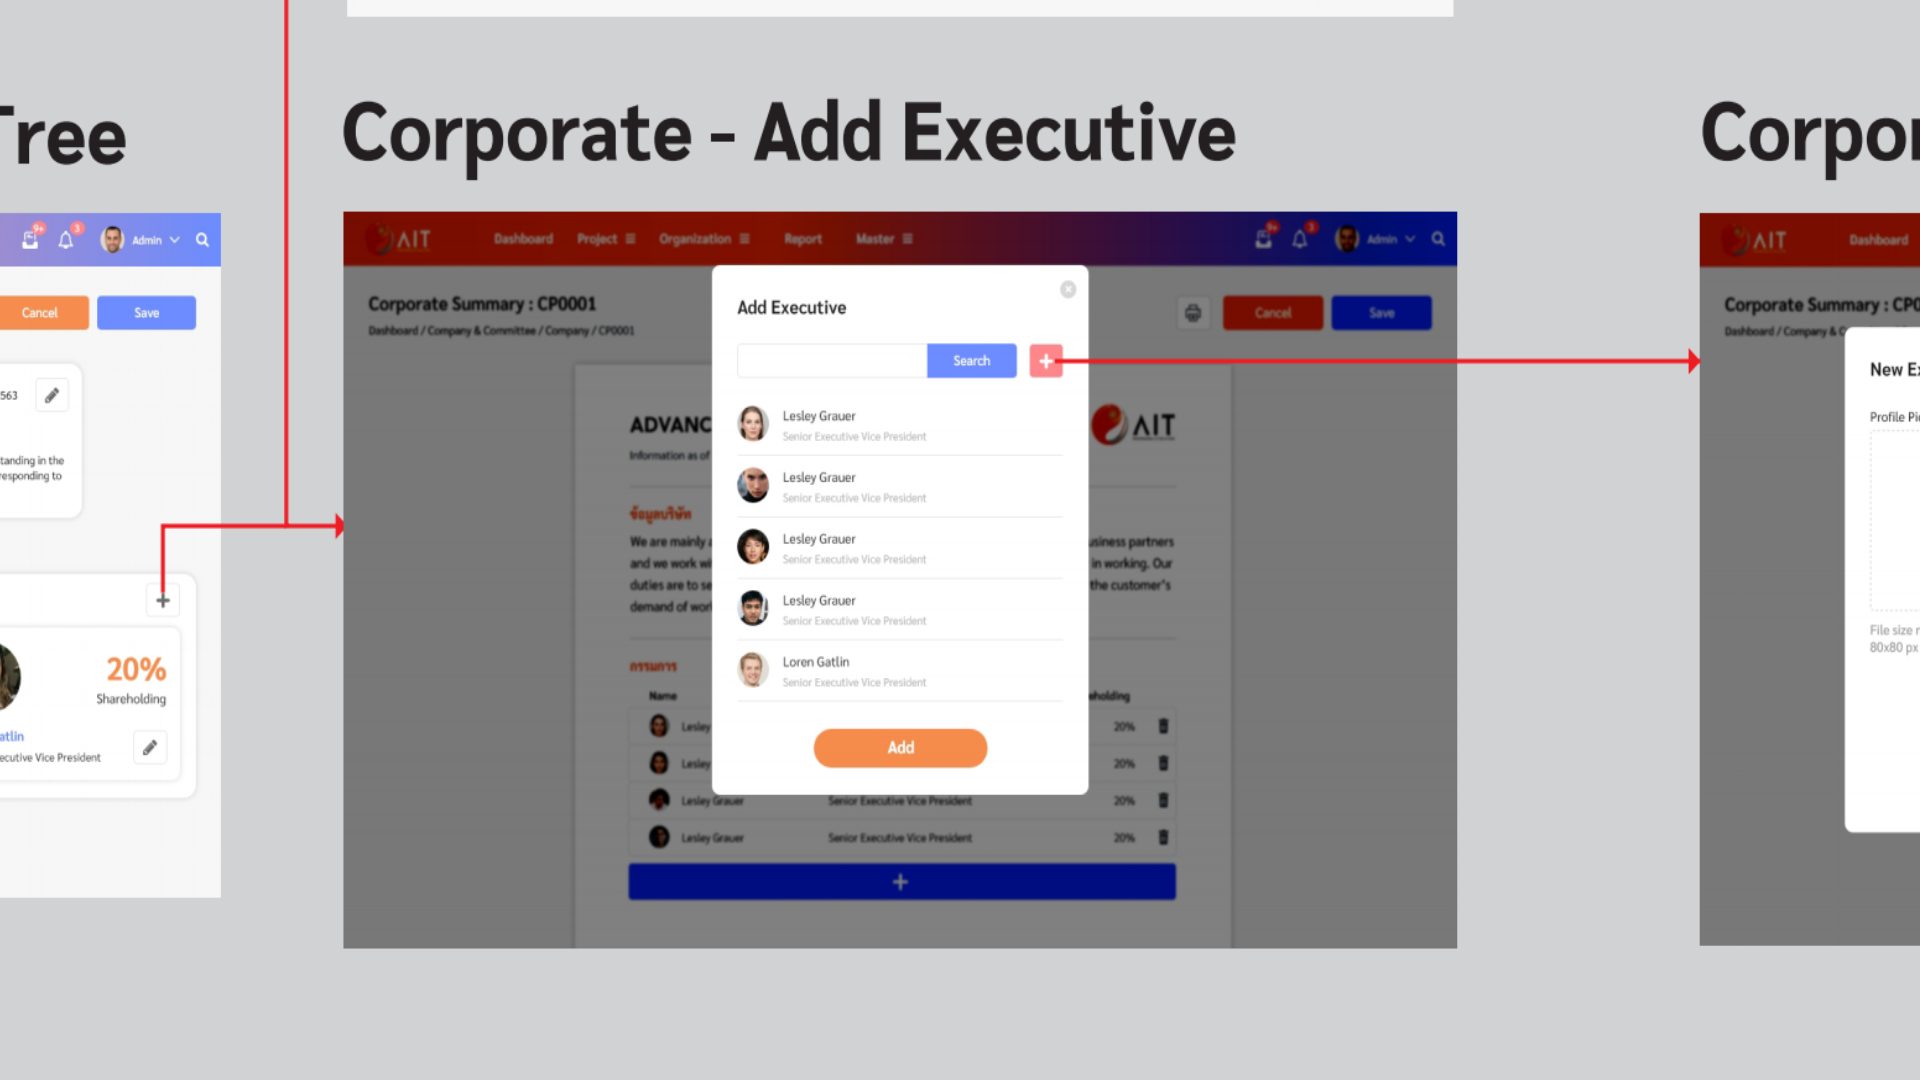 Tree
9+
3
Admin
Cancel
Save
563
tanding in the
responding to
20%
Shareholding
atlin
ecutive Vice President
Corporate - Add Executive
AIT
Dashboard
Project
Organization
Report
Master
9+
3
Admin
Corporate Summary : CP0001
Dashboard / Company & Committee / Company / CP0001
Cancel
Save
ADVANC
Information as of
AIT
ข้อมูลบริษัท
We are mainly a
usiness partners
and we work wi
in working. Our
duties are to se
the customer's
demand of wor
กรรมการ
Name
eholding
Lesley
20%
Lesley
20%
Lesley Grauer
Senior Executive Vice President
20%
Lesley Grauer
Senior Executive Vice President
20%
+
Add Executive
Search
+
Lesley Grauer
Senior Executive Vice President
Lesley Grauer
Senior Executive Vice President
Lesley Grauer
Senior Executive Vice President
Lesley Grauer
Senior Executive Vice President
Loren Gatlin
Senior Executive Vice President
Add
Corpor
AIT
Dashboard
Corporate Summary : CP0
Dashboard / Company & C
New Ex
Profile Pi
File size
80x80 px